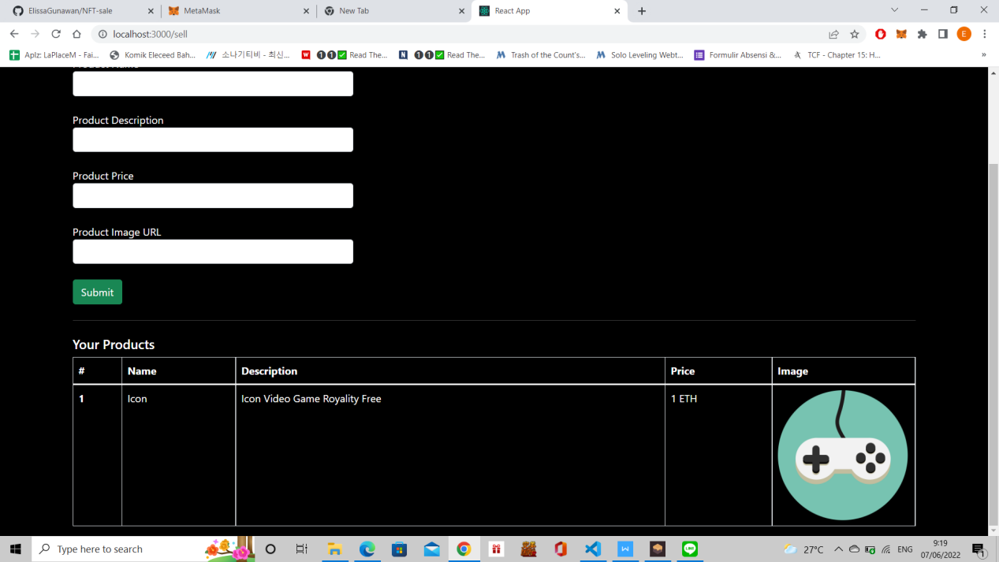 ElissaGunawan/NFT-sale
MetaMask
New Tab
React App
localhost:3000/sell
E
Aplz: LaPlaceM - Fai...
Komik Eleceed Bah...
소나기티비 - 최신...
W ❶❶✅ Read The...
N ❶❶✅ Read The...
Trash of the Count's...
Solo Leveling Webt...
Formulir Absensi &...
TCF - Chapter 15: H...
»
Product Description
Product Price
Product Image URL
Submit
Your Products
# Name Description Price Image
1 Icon Icon Video Game Royality Free 1 ETH
Type here to search
27°C
ENG
9:19
07/06/2022
1